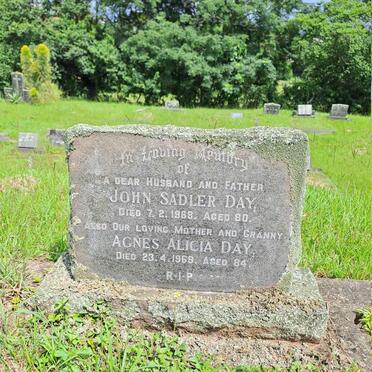 In Loving Memory
of
A DEAR HUSBAND AND FATHER
JOHN SADLER DAY,
DIED 7. 2. 1968. AGED 80.
ALSO OUR LOVING MOTHER AND GRANNY
AGNES ALICIA DAY,
DIED 23. 4. 1969. AGED 84
R·I·P